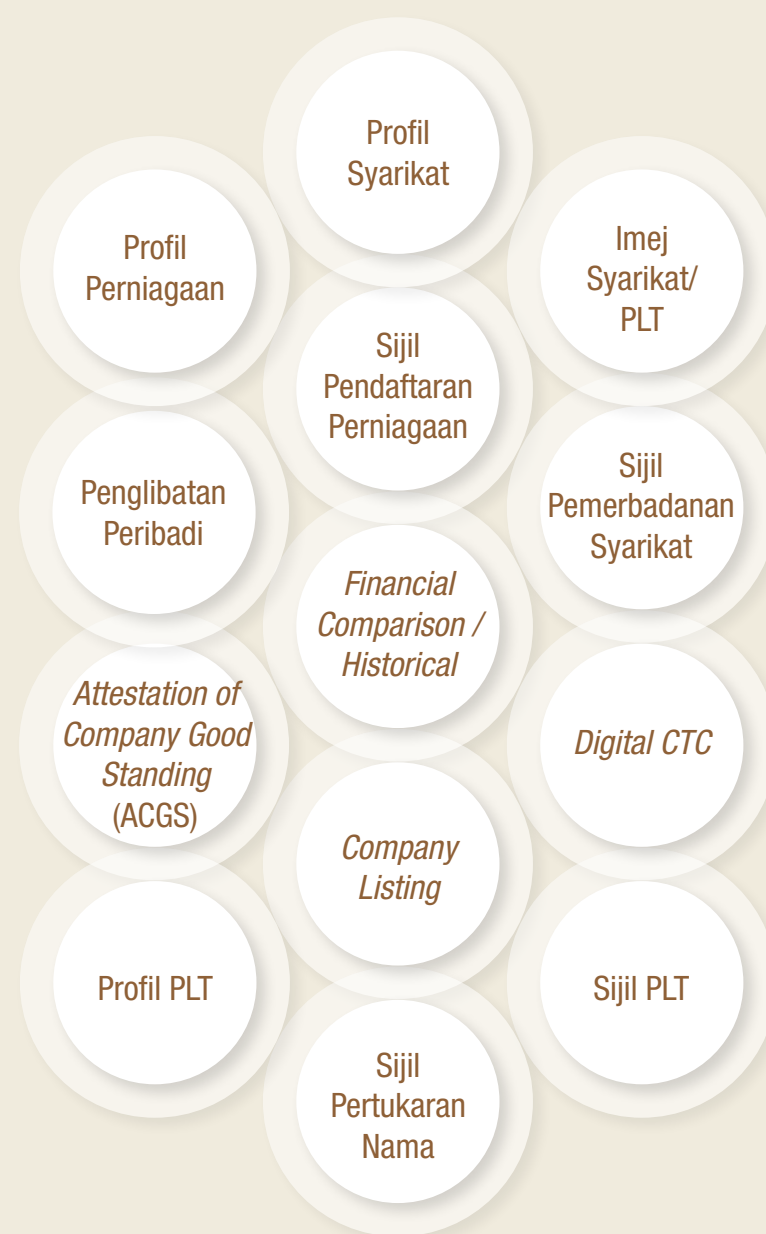 Profil
Syarikat
Profil
Perniagaan
Imej
Syarikat/
PLT
Sijil
Pendaftaran
Perniagaan
Penglibatan
Peribadi
Sijil
Pemerbadanan
Syarikat
Financial
Comparison /
Historical
Attestation of
Company Good
Standing
(ACGS)
Digital CTC
Company
Listing
Profil PLT
Sijil PLT
Sijil
Pertukaran
Nama